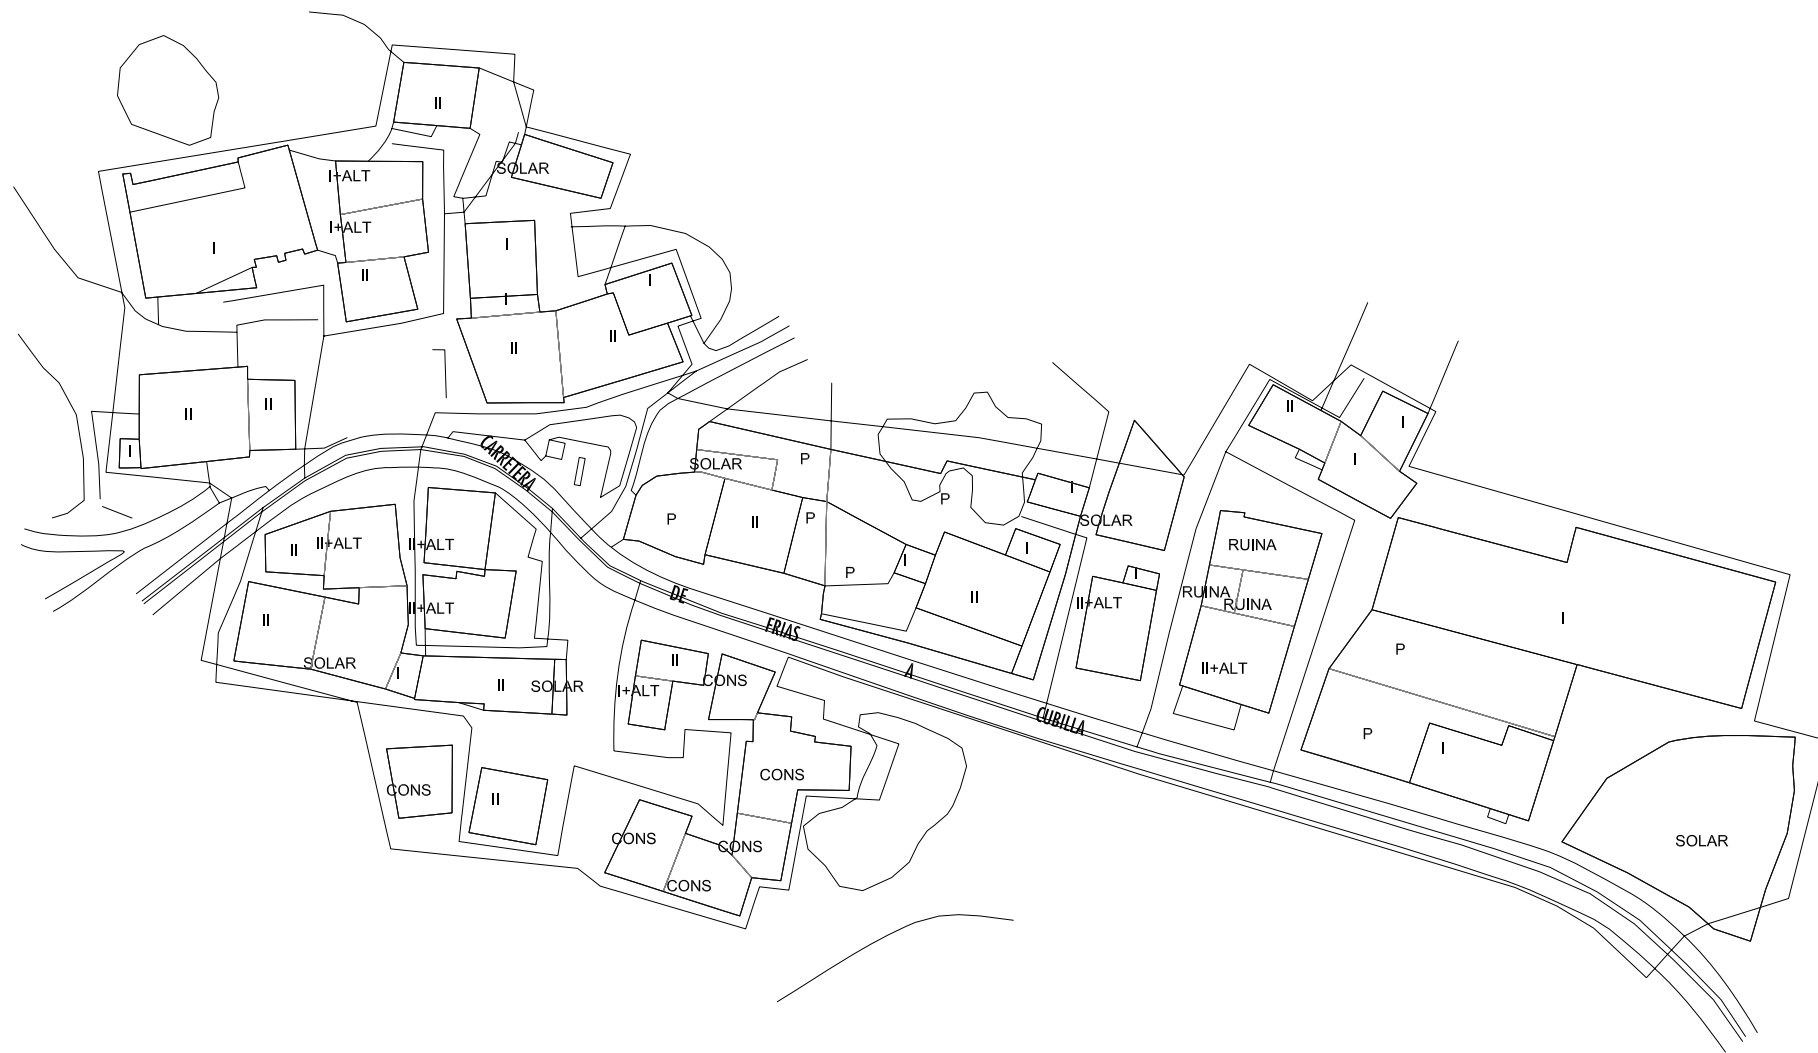 II
SOLAR
I+ALT
I+ALT
I
I
II
I
I
II
II
II
II
I
CARRETERA
SOLAR
P
P
I
P
II
P
SOLAR
II
I
I
II
II+ALT
II+ALT
I
I
P
II
II+ALT
I
II+ALT
II
SOLAR
I
II
SOLAR
DE
FRIAS
A
CUBILLA
II
I+ALT
CONS
RUINA
RUINA
RUINA
II+ALT
I
P
P
I
SOLAR
CONS
II
CONS
CONS
CONS
CONS